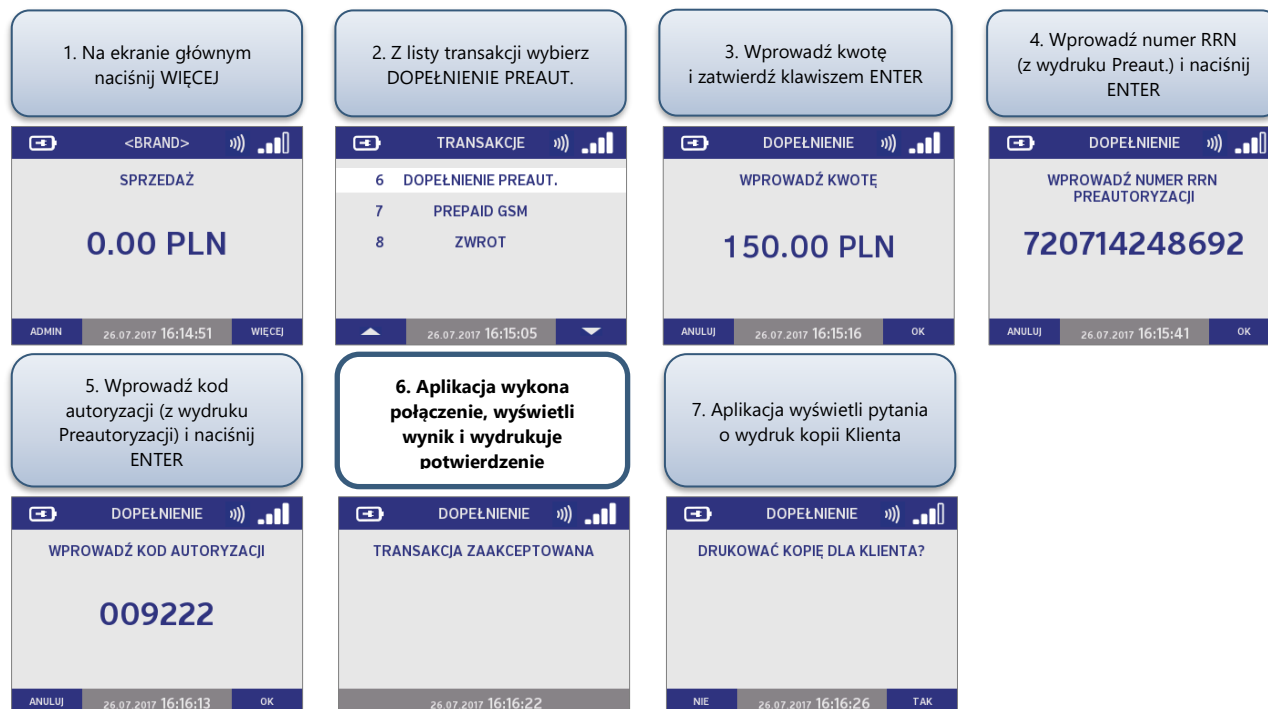 1. Na ekranie głównym
naciśnij WIĘCEJ
2. Z listy transakcji wybierz
DOPEŁNIENIE PREAUT.
3. Wprowadź kwotę
i zatwierdź klawiszem ENTER
4. Wprowadź numer RRN
(z wydruku Preaut.) i naciśnij
ENTER
<BRAND>
SPRZEDAŻ
0.00 PLN
ADMIN 26.07.2017 16:14:51 WIĘCEJ
TRANSAKCJE
6 DOPEŁNIENIE PREAUT.
7 PREPAID GSM
8 ZWROT
26.07.2017 16:15:05
DOPEŁNIENIE
WPROWADŹ KWOTĘ
150.00 PLN
ANULUJ 26.07.2017 16:15:16 OK
DOPEŁNIENIE
WPROWADŹ NUMER RRN
PREAUTORYZACJI
720714248692
ANULUJ 26.07.2017 16:15:41 OK
5. Wprowadź kod
autoryzacji (z wydruku
Preautoryzacji) i naciśnij
ENTER
6. Aplikacja wykona
połączenie, wyświetli
wynik i wydrukuje
potwierdzenie
7. Aplikacja wyświetli pytania
o wydruk kopii Klienta
DOPEŁNIENIE
WPROWADŹ KOD AUTORYZACJI
009222
ANULUJ 26.07.2017 16:16:13 OK
DOPEŁNIENIE
TRANSAKCJA ZAAKCEPTOWANA
26.07.2017 16:16:22
DOPEŁNIENIE
DRUKOWAĆ KOPIĘ DLA KLIENTA?
NIE 26.07.2017 16:16:26 TAK